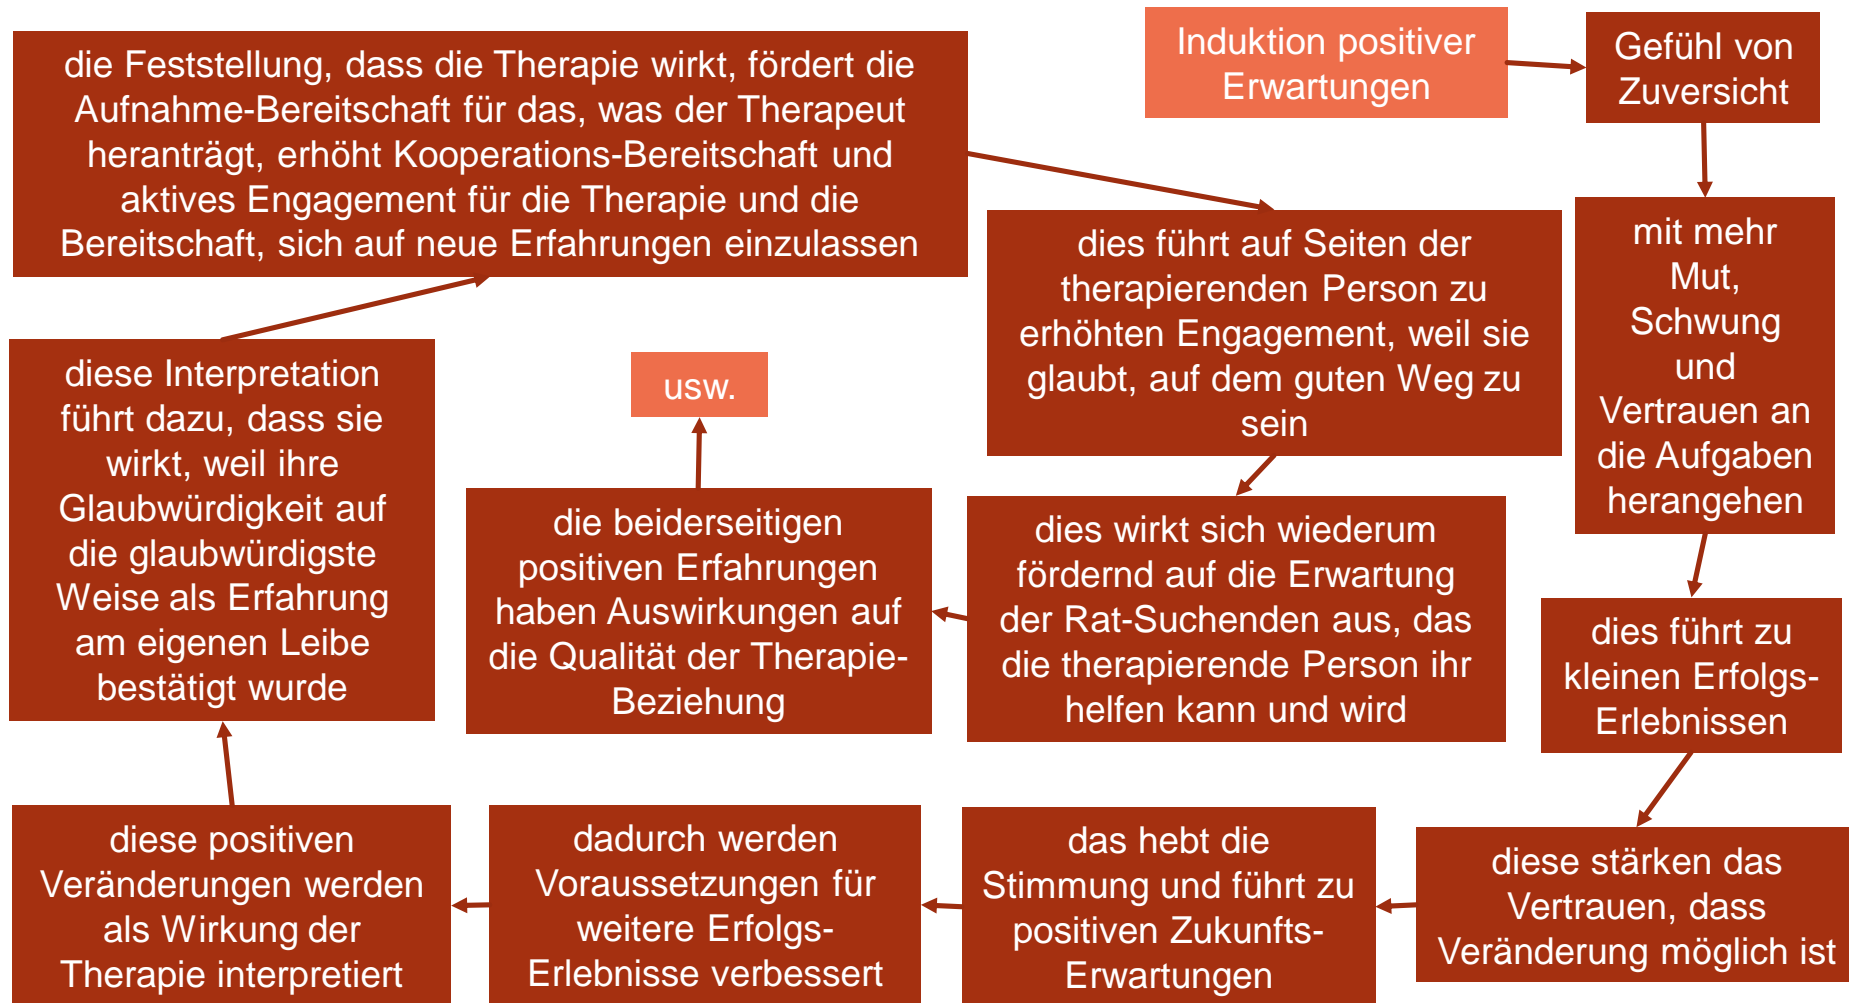 Induktion positiver
Erwartungen
Gefühl von
Zuversicht
mit mehr
Mut,
Schwung
und
Vertrauen an
die Aufgaben
herangehen
dies führt zu
kleinen Erfolgs-
Erlebnissen
diese stärken das
Vertrauen, dass
Veränderung möglich ist
das hebt die
Stimmung und führt zu
positiven Zukunfts-
Erwartungen
dadurch werden
Voraussetzungen für
weitere Erfolgs-
Erlebnisse verbessert
diese positiven
Veränderungen werden
als Wirkung der
Therapie interpretiert
diese Interpretation
führt dazu, dass sie
wirkt, weil ihre
Glaubwürdigkeit auf
die glaubwürdigste
Weise als Erfahrung
am eigenen Leibe
bestätigt wurde
die Feststellung, dass die Therapie wirkt, fördert die
Aufnahme-Bereitschaft für das, was der Therapeut
heranträgt, erhöht Kooperations-Bereitschaft und
aktives Engagement für die Therapie und die
Bereitschaft, sich auf neue Erfahrungen einzulassen
dies führt auf Seiten der
therapierenden Person zu
erhöhten Engagement, weil sie
glaubt, auf dem guten Weg zu
sein
dies wirkt sich wiederum
fördernd auf die Erwartung
der Rat-Suchenden aus, das
die therapierende Person ihr
helfen kann und wird
die beiderseitigen
positiven Erfahrungen
haben Auswirkungen auf
die Qualität der Therapie-
Beziehung
usw.